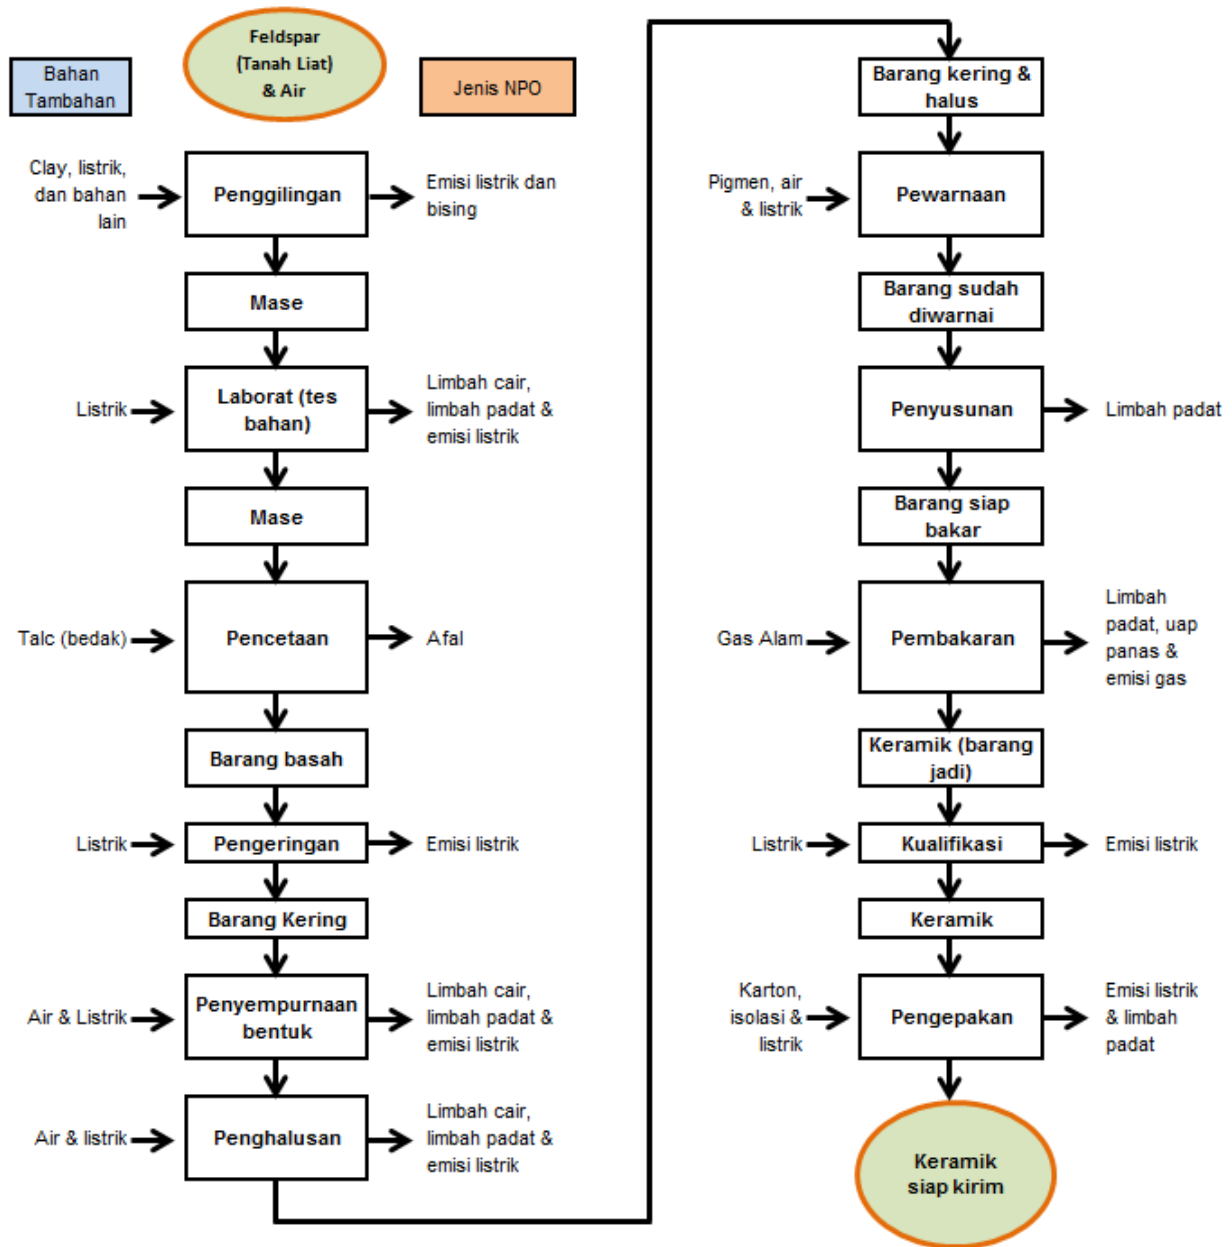 Feldspar
(Tanah Liat)
& Air
Bahan
Tambahan
Jenis NPO
Clay, listrik,
dan bahan
lain
Penggilingan
Emisi listrik dan
bising
Mase
Listrik
Laborat (tes
bahan)
Limbah cair,
limbah padat &
emisi listrik
Mase
Talc (bedak)
Pencetaan
Afal
Barang basah
Listrik
Pengeringan
Emisi listrik
Barang Kering
Air & Listrik
Penyempurnaan
bentuk
Limbah cair,
limbah padat &
emisi listrik
Air & listrik
Penghalusan
Limbah cair,
limbah padat &
emisi listrik
Barang kering &
halus
Pigmen, air
& listrik
Pewarnaan
Barang sudah
diwarnai
Penyusunan
Limbah padat
Barang siap
bakar
Gas Alam
Pembakaran
Limbah
padat, uap
panas &
emisi gas
Keramik (barang
jadi)
Listrik
Kualifikasi
Emisi listrik
Keramik
Karton,
isolasi &
listrik
Pengepakan
Emisi listrik
& limbah
padat
Keramik
siap kirim